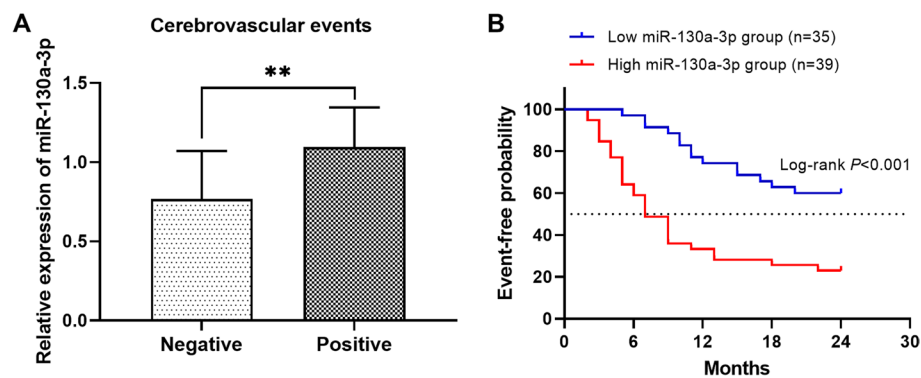 A
Cerebrovascular events
**
Relative expression of miR-130a-3p
1.5
1.0
0.5
0.0
Negative
Positive
B
Low miR-130a-3p group (n=35)
High miR-130a-3p group (n=39)
Event-free probability
100
80
60
40
20
0
Log-rank P<0.001
0
6
12
18
24
30
Months